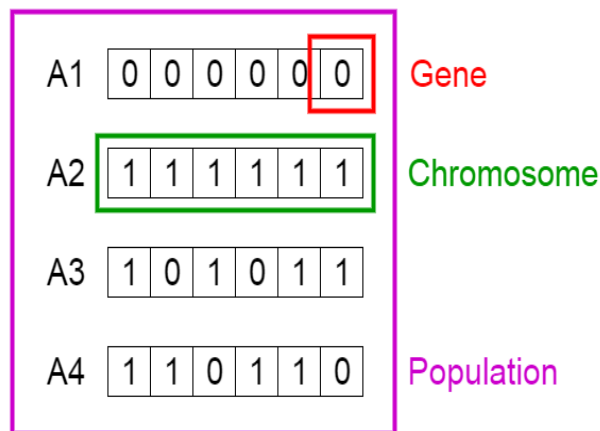 A1 0 0 0 0 0 0 Gene
A2 1 1 1 1 1 1 Chromosome
A3 1 0 1 0 1 1
A4 1 1 0 1 1 0 Population